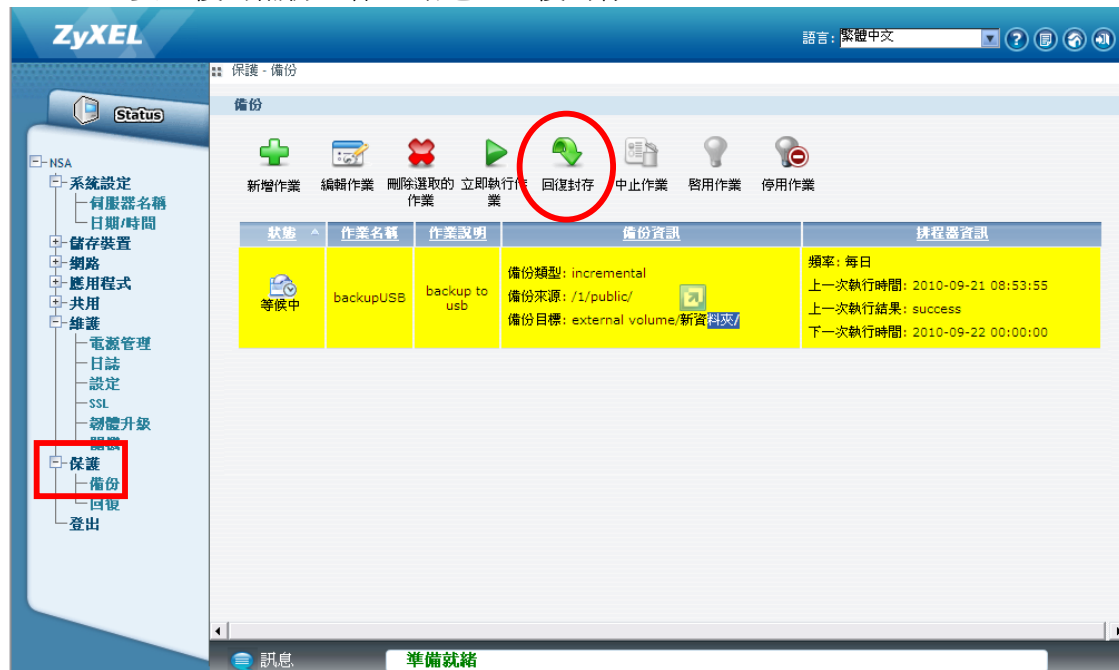 ZyXEL
語言: 繁體中文
保護 - 備份
Status
備份
新增作業
編輯作業
刪除選取的作業
立即執行作業
回復封存
中止作業
啓用作業
停用作業
NSA
系統設定
伺服器名稱
日期/時間
儲存裝置
網路
應用程式
共用
維護
電源管理
日誌
設定
SSL
韌體升級
保護
備份
回復
登出
狀態 作業名稱 作業說明 備份資訊 排程器資訊
等候中
backupUSB
backup to
usb
備份類型: incremental
備份來源: /1/public/
備份目標: external volume/新資料夾/
頻率: 每日
上一次執行時間: 2010-09-21 08:53:55
上一次執行結果: success
下一次執行時間: 2010-09-22 00:00:00
訊息
準備就緒